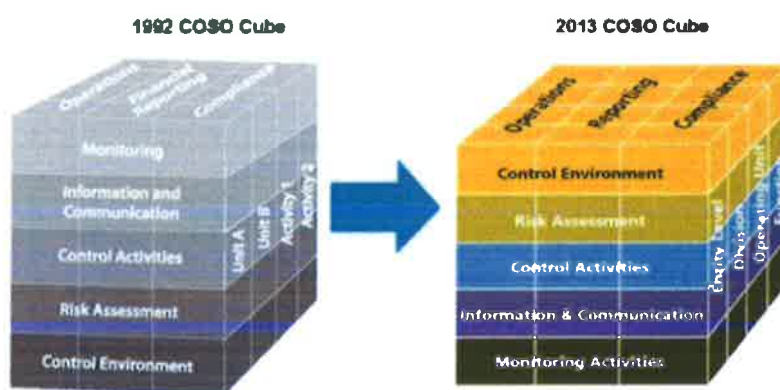 1992 COSO Cube
2013 COSO Cube
Operations
Financial
Reporting
Compliance
Monitoring
Information and
Communication
Control Activities
Risk Assessment
Control Environment
Unit A
Unit B
Activity 1
Activity 2
Operations
Reporting
Compliance
Control Environment
Risk Assessment
Control Activities
Information & Communication
Monitoring Activities
Entity Level
Division
Operating Unit